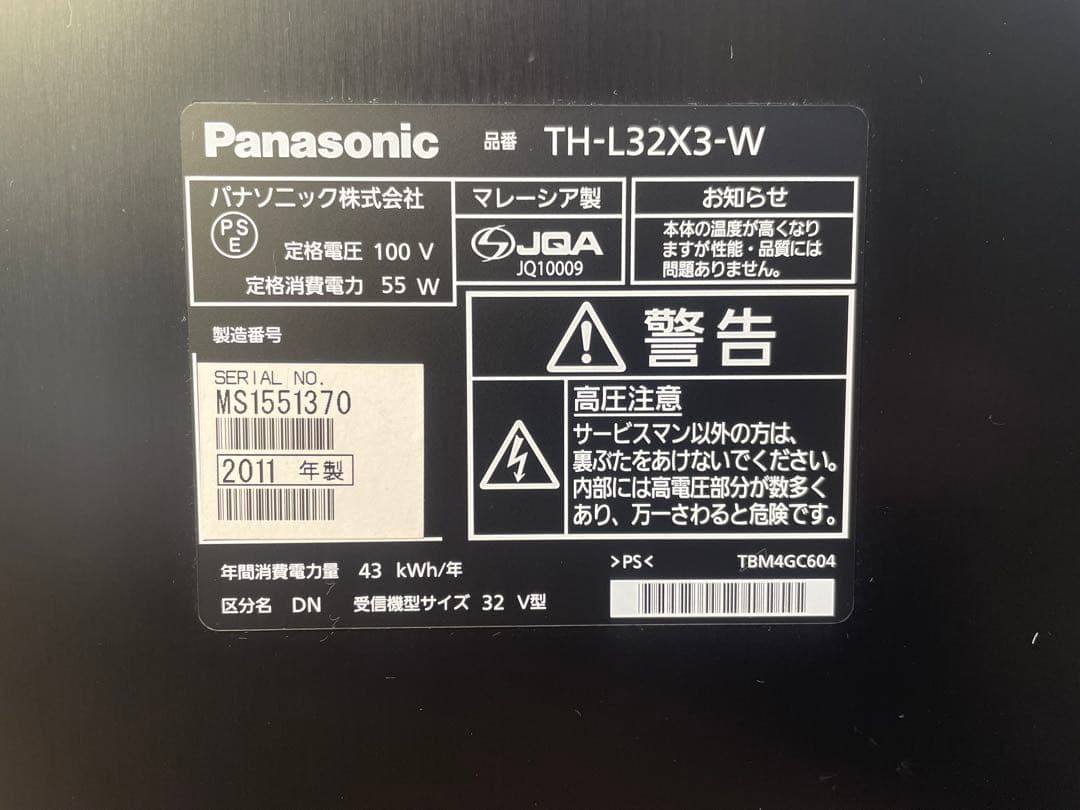 Panasonic 品番 TH-L32X3-W
パナソニック株式会社
PS
E
定格電圧 100 V
定格消費電力 55 W
マレーシア製
JQA
JQ10009
お知らせ
本体の温度が高くなり
ますが性能・品質には
問題ありません。
製造番号
SERIAL NO.
MS1551370
2011 年製
警告
高圧注意
サービスマン以外の方は、
裏ぶたをあけないでください。
内部には高電圧部分が数多く
あり、万一さわると危険です。
年間消費電力量 43 kWh/年
区分名 DN 受信機型サイズ 32 V型
>PS< TBM4GC604